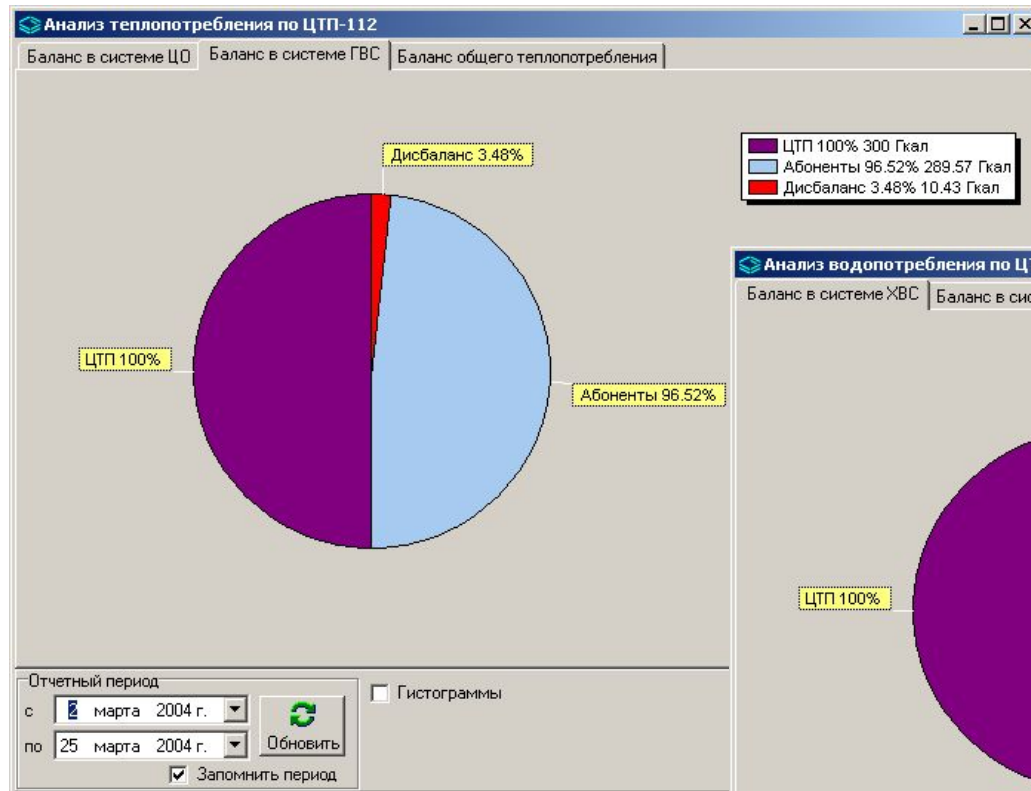 Анализ теплопотребления по ЦТП-112
Баланс в системе ЦО Баланс в системе ГВС Баланс общего теплопотребления
Дисбаланс 3.48%
ЦТП 100% 300 Гкал
Абоненты 96.52% 289.57 Гкал
Дисбаланс 3.48% 10.43 Гкал
ЦТП 100%
Абоненты 96.52%
Анализ водопотребления по
Баланс в системе ХВС Баланс в
ЦТП 100%
Отчетный период
с 2 марта 2004 г.
по 25 марта 2004 г.
Обновить
Запомнить период
Гистограммы